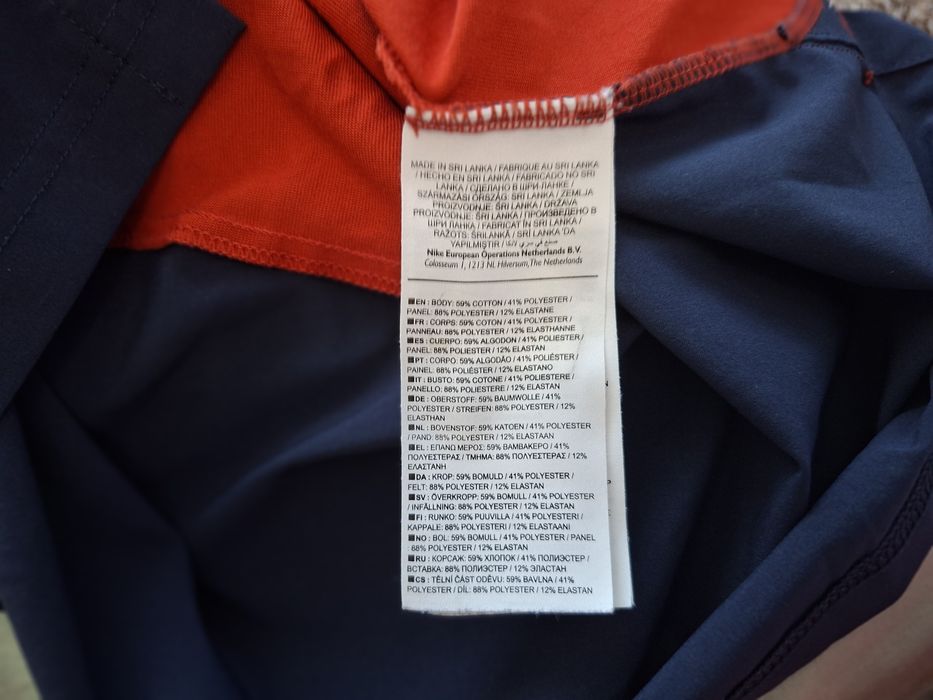 MADE IN SRI LANKA / FABRIQUE AU SRI LANKA
/ HECHO EN SRI LANKA / FABRICADO NO SRI
LANKA / СДЕЛАНО В ШРИ-ЛАНКЕ /
SZÁRMAZÁSI ORSZÁG: SRI LANKA / ZEMLJA
PROIZVODNJE: ŠRI LANKA / DRŽAVA
PROIZVODNJE: ŠRI LANKA / ПРОИЗВЕДЕНО В
ШРИ ЛАНКА / FABRICAT ÎN SRI LANKA /
RAŽOTS: ŠRILANKĀ / SRİ LANKA 'DA
YAPILMIŞTIR / صنع في سري لانكا
Nike European Operations Netherlands B.V.
Colosseum 1, 1213 NL Hilversum, The Netherlands
EN : BODY: 59% COTTON / 41% POLYESTER /
PANEL: 88% POLYESTER / 12% ELASTANE
FR : CORPS: 59% COTON / 41% POLYESTER /
PANNEAU: 88% POLYESTER / 12% ELASTHANNE
ES : CUERPO: 59% ALGODON / 41% POLIESTER /
PANEL: 88% POLIESTER / 12% ELASTAN
PT : CORPO: 59% ALGODÃO / 41% POLIÉSTER /
PAINEL: 88% POLIÉSTER / 12% ELASTANO
IT : BUSTO: 59% COTONE / 41% POLIESTERE /
PANELLO: 88% POLIESTERE / 12% ELASTAN
DE : OBERSTOFF: 59% BAUMWOLLE / 41%
POLYESTER / STREIFEN: 88% POLYESTER / 12%
ELASTHAN
NL : BOVENSTOF: 59% KATOEN / 41% POLYESTER
/ PAND: 88% POLYESTER / 12% ELASTAAN
EL : ΕΠΑΝΩ ΜΕΡΟΣ: 59% ΒΑΜΒΑΚΕΡΟ / 41%
ΠΟΛΥΕΣΤΕΡΑΣ / ΤΜΗΜΑ: 88% ΠΟΛΥΕΣΤΕΡΑΣ / 12%
ΕΛΑΣΤΑΝΗ
DA : KROP: 59% BOMULD / 41% POLYESTER /
FELT: 88% POLYESTER / 12% ELASTAN
SV : ÖVERKROPP: 59% BOMULL / 41% POLYESTER
/ INFÄLLNING: 88% POLYESTER / 12% ELASTAN
FI : RUNKO: 59% PUUVILLA / 41% POLYESTERI /
KAPPALE: 88% POLYESTERI / 12% ELASTAANI
NO : BOL: 59% BOMULL / 41% POLYESTER / PANEL
: 88% POLYESTER / 12% ELASTAN
RU : КОРСАЖ: 59% ХЛОПОК / 41% ПОЛИЭСТЕР /
ВСТАВКА: 88% ПОЛИЭСТЕР / 12% ЭЛАСТАН
CS : TĚLNÍ ČÁST ODĚVU: 59% BAVLNA / 41%
POLYESTER / DÍL: 88% POLYESTER / 12% ELASTAN